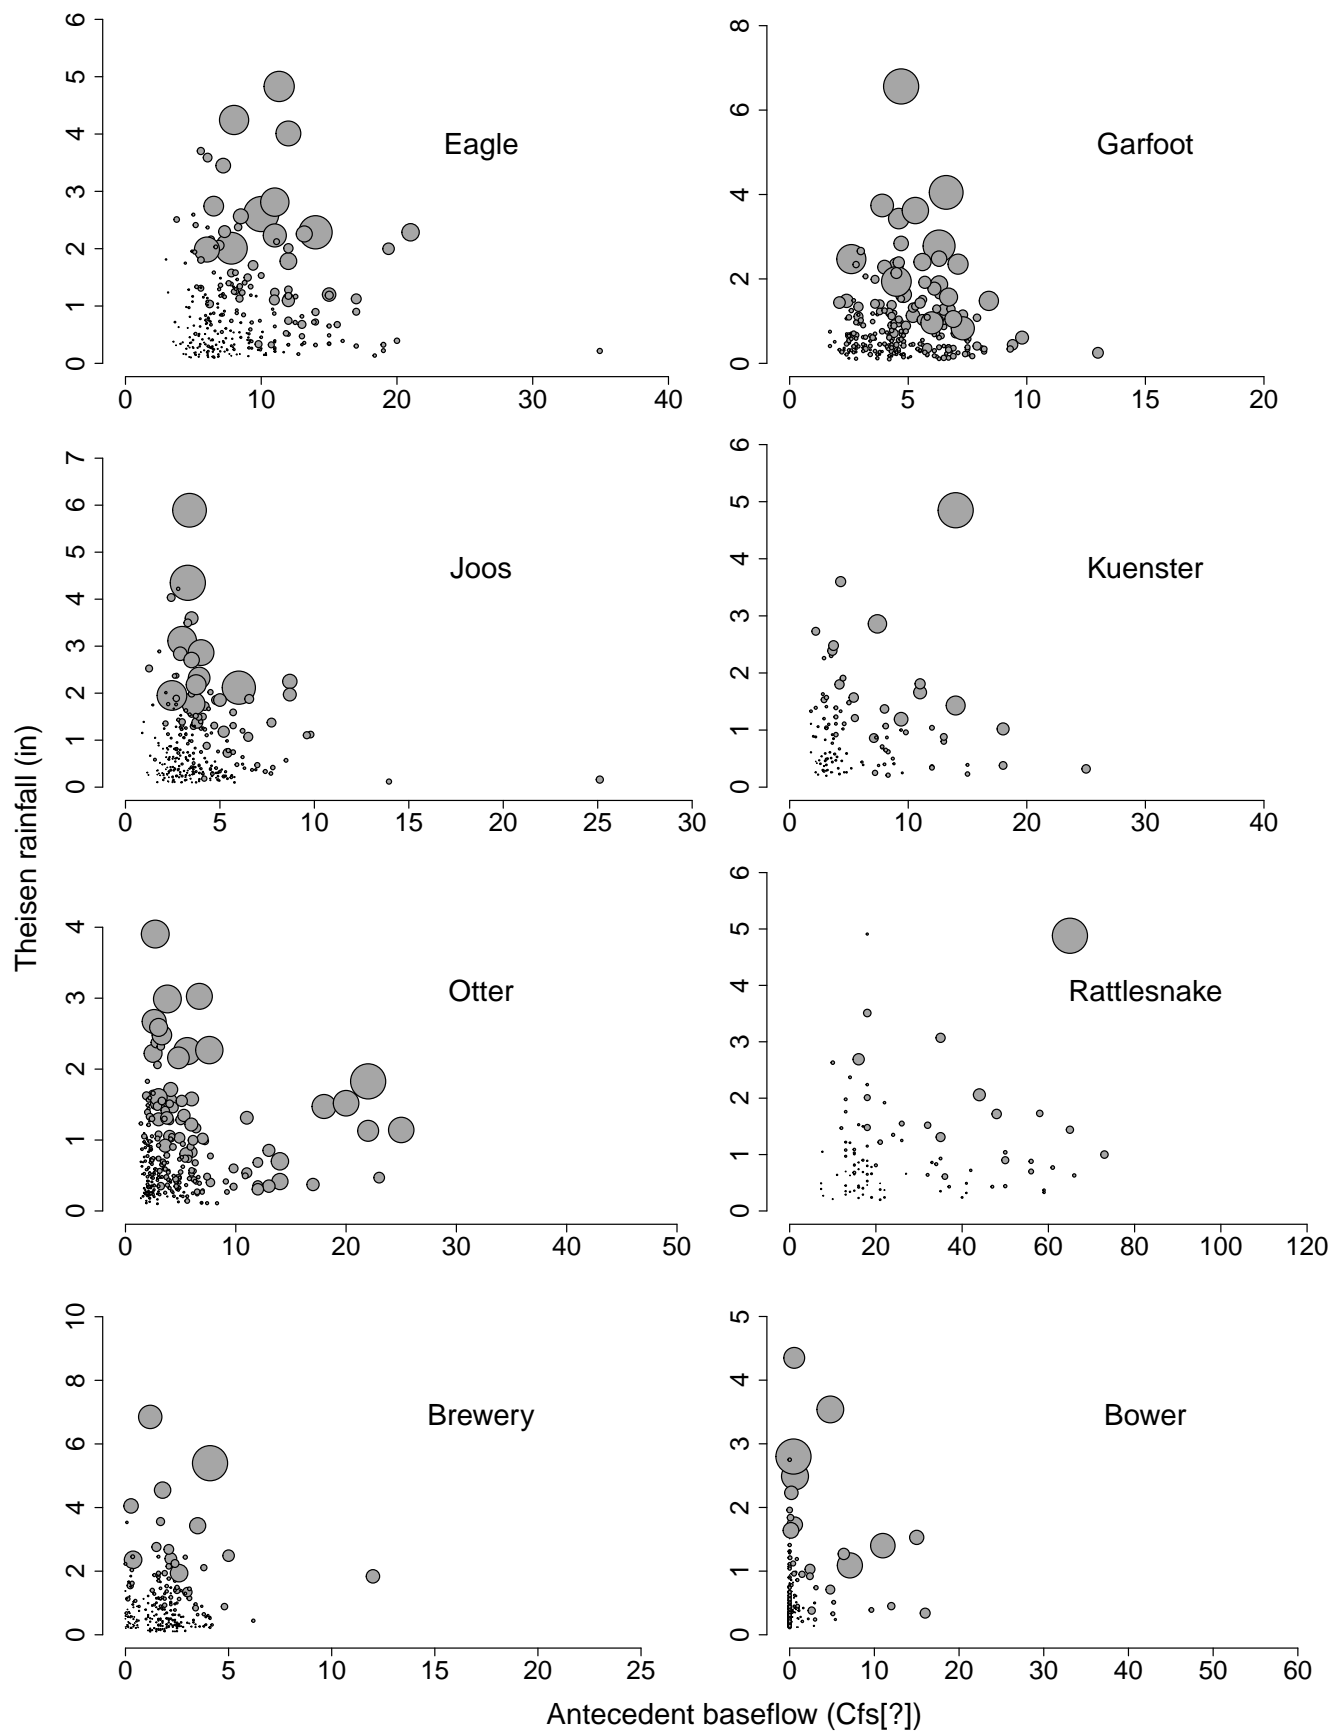 6
5
4
3
2
1
0
Eagle
0 10 20 30 40
8
6
4
2
0
Garfoot
0 5 10 15 20
7
6
5
4
3
2
1
0
Joos
0 5 10 15 20 25 30
6
5
4
3
2
1
0
Kuenster
0 10 20 30 40
Theisen rainfall (in)
4
3
2
1
0
Otter
0 10 20 30 40 50
6
5
4
3
2
1
0
Rattlesnake
0 20 40 60 80 100 120
10
8
6
4
2
0
Brewery
0 5 10 15 20 25
5
4
3
2
1
0
Bower
0 10 20 30 40 50 60
Antecedent baseflow (Cfs[?])